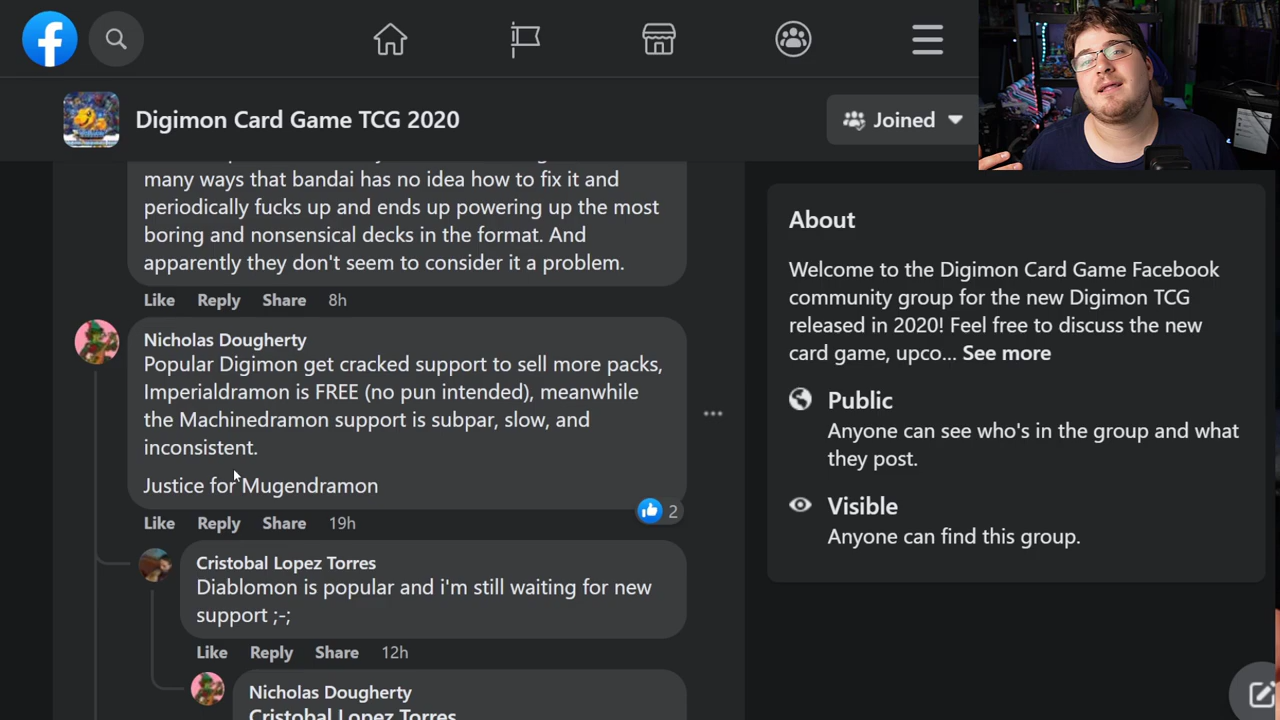 Digimon Card Game TCG 2020
Joined
many ways that bandai has no idea how to fix it and
periodically fucks up and ends up powering up the most
boring and nonsensical decks in the format. And
apparently they don't seem to consider it a problem.
Like Reply Share 8h
Nicholas Dougherty
Popular Digimon get cracked support to sell more packs,
Imperialdramon is FREE (no pun intended), meanwhile
the Machinedramon support is subpar, slow, and
inconsistent.
Justice for Mugendramon
2
Like Reply Share 19h
Cristobal Lopez Torres
Diablomon is popular and i'm still waiting for new
support ;-;
Like Reply Share 12h
Nicholas Dougherty
Cristobal Lopez Torres
About
Welcome to the Digimon Card Game Facebook
community group for the new Digimon TCG
released in 2020! Feel free to discuss the new
card game, upco... See more
Public
Anyone can see who's in the group and what
they post.
Visible
Anyone can find this group.